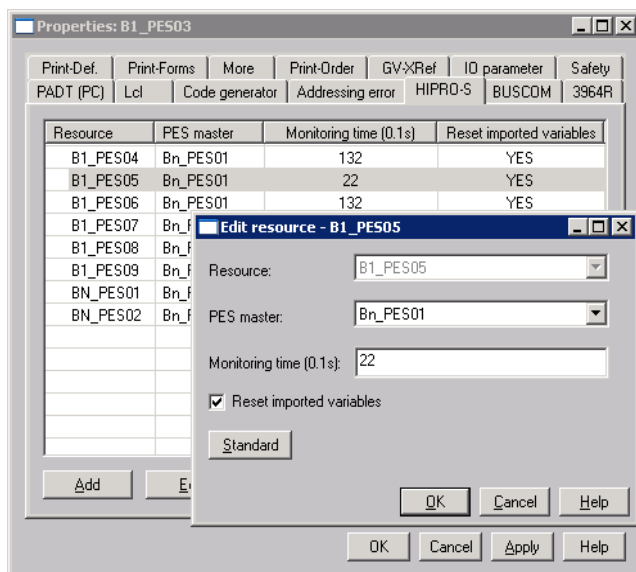 Properties: B1_PES03
Print-Def. Print-Forms More Print-Order GV-XRef IO parameter Safety
PADT (PC) Lcl Code generator Addressing error HIPRO-S BUSCOM 3964R
Resource PES master Monitoring time (0.1s) Reset imported variables
B1_PES04 Bn_PES01 132 YES
B1_PES05 Bn_PES01 22 YES
B1_PES06 Bn_PES01 132 YES
B1_PES07
B1_PES08
B1_PES09
BN_PES01
BN_PES02
Add
Edit resource - B1_PES05
Resource: B1_PES05
PES master: Bn_PES01
Monitoring time (0.1s): 22
Reset imported variables
Standard
OK Cancel Help
OK Cancel Apply Help